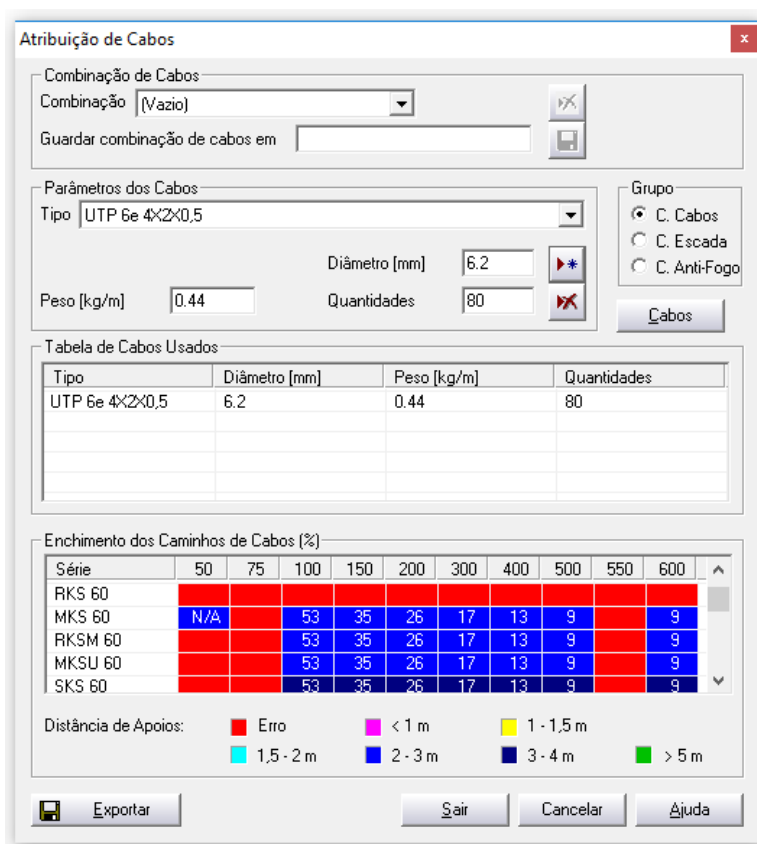 Atribuição de Cabos
x
Combinação de Cabos
Combinação (Vazio)
Guardar combinação de cabos em
Parâmetros dos Cabos
Tipo UTP 6e 4X2X0,5
Diâmetro [mm] 6.2
Peso [kg/m] 0.44 Quantidades 80
Grupo
C. Cabos
C. Escada
C. Anti-Fogo
Cabos
Tabela de Cabos Usados
Tipo Diâmetro [mm] Peso [kg/m] Quantidades
UTP 6e 4X2X0,5 6.2 0.44 80
Enchimento dos Caminhos de Cabos (%)
Série 50 75 100 150 200 300 400 500 550 600
RKS 60
MKS 60 N/A 53 35 26 17 13 9 9
RKSM 60 53 35 26 17 13 9 9
MKSU 60 53 35 26 17 13 9 9
SKS 60 53 35 26 17 13 9 9
Distância de Apoios: Erro < 1 m 1 - 1,5 m
1,5 - 2 m 2 - 3 m 3 - 4 m > 5 m
Exportar Sair Cancelar Ajuda